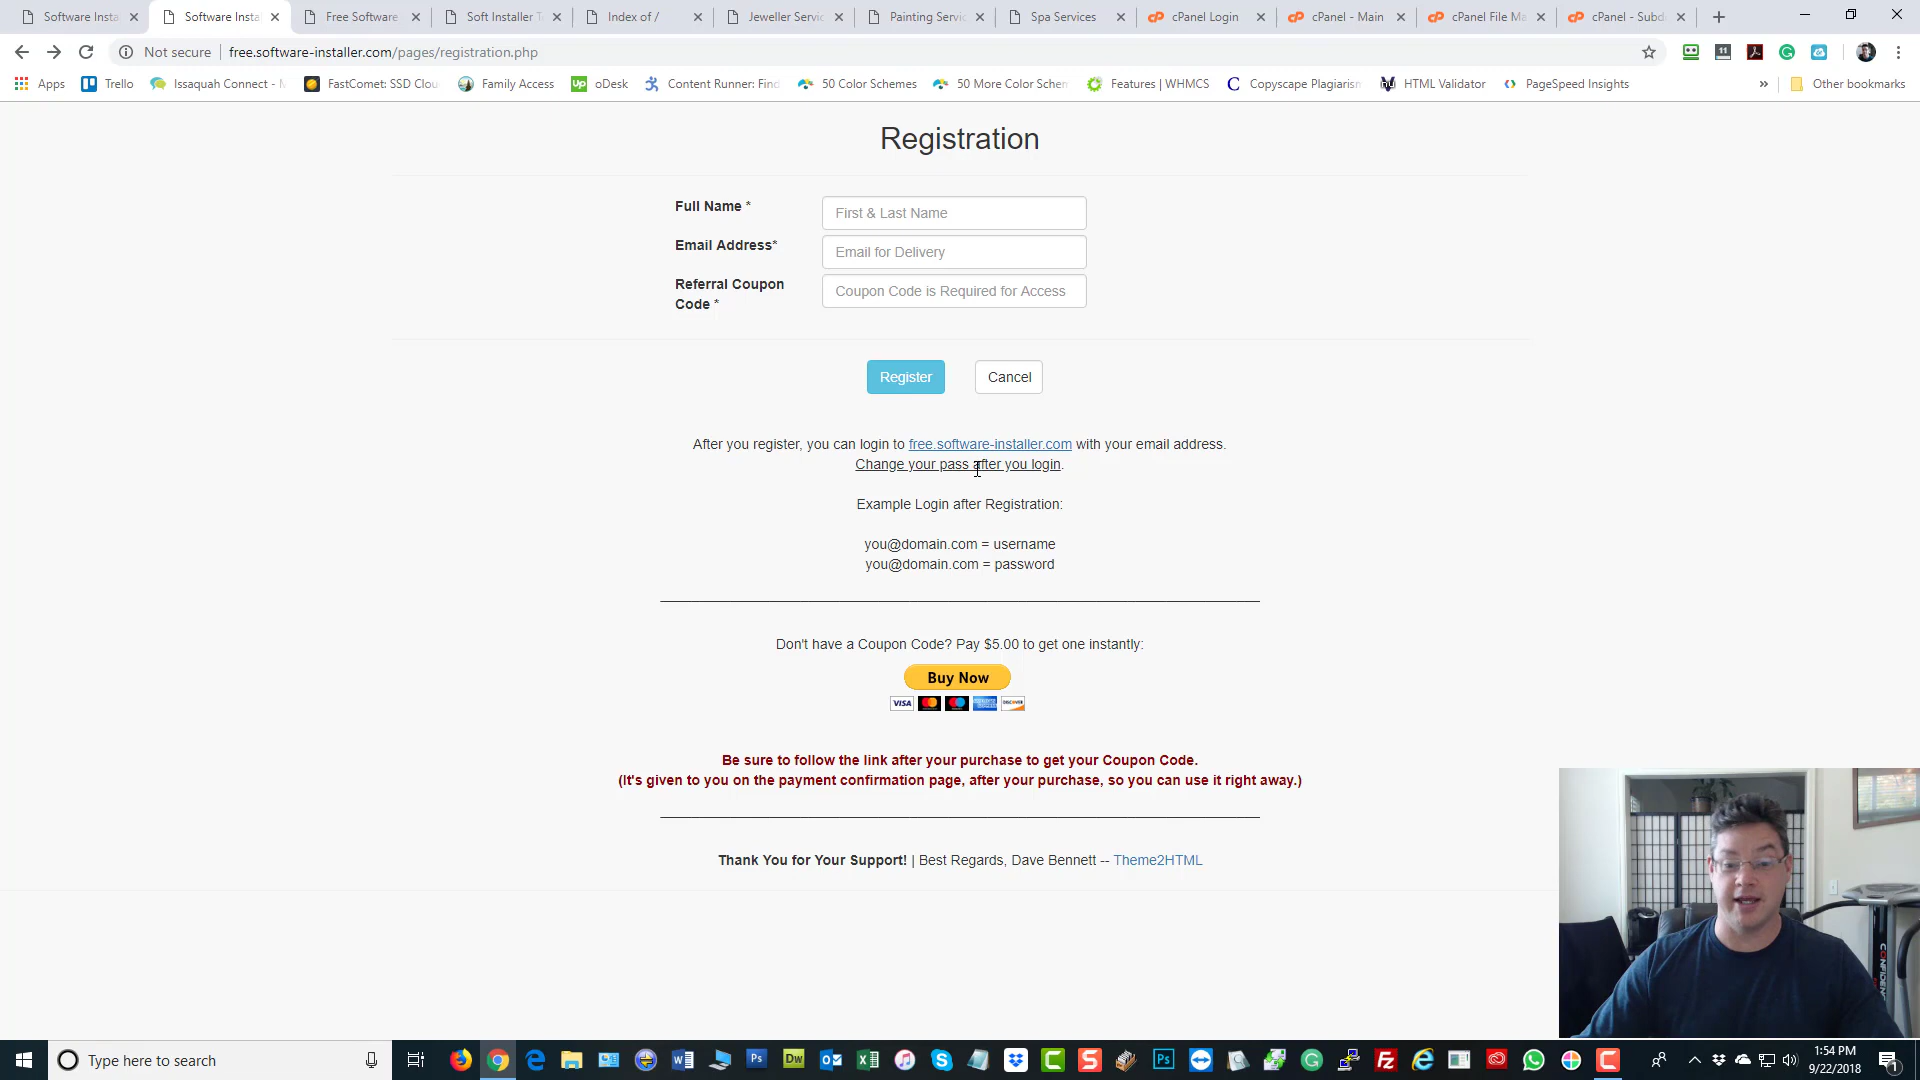 Software Insta
Software Insta
Free Software
Soft Installer T
Index of /
Jeweller Servic
Painting Servic
Spa Services
cPanel Login
cPanel - Main
cPanel File Ma
cPanel - Subd
Not secure
free.software-installer.com/pages/registration.php
Apps
Trello
Issaquah Connect -
FastComet: SSD Clou
Family Access
oDesk
Content Runner: Find
50 Color Schemes
50 More Color Schem
Features | WHMCS
Copyscape Plagiarism
HTML Validator
PageSpeed Insights
»
Other bookmarks
Registration
Full Name *
First & Last Name
Email Address*
Email for Delivery
Referral Coupon
Code *
Coupon Code is Required for Access
Register
Cancel
After you register, you can login to free.software-installer.com with your email address.
Change your pass after you login.
Example Login after Registration:
you@domain.com = username
you@domain.com = password
Don't have a Coupon Code? Pay $5.00 to get one instantly:
Buy Now
VISA
DISCOVER
Be sure to follow the link after your purchase to get your Coupon Code.
(It's given to you on the payment confirmation page, after your purchase, so you can use it right away.)
Thank You for Your Support! | Best Regards, Dave Bennett -- Theme2HTML
Type here to search
1:54 PM
9/22/2018